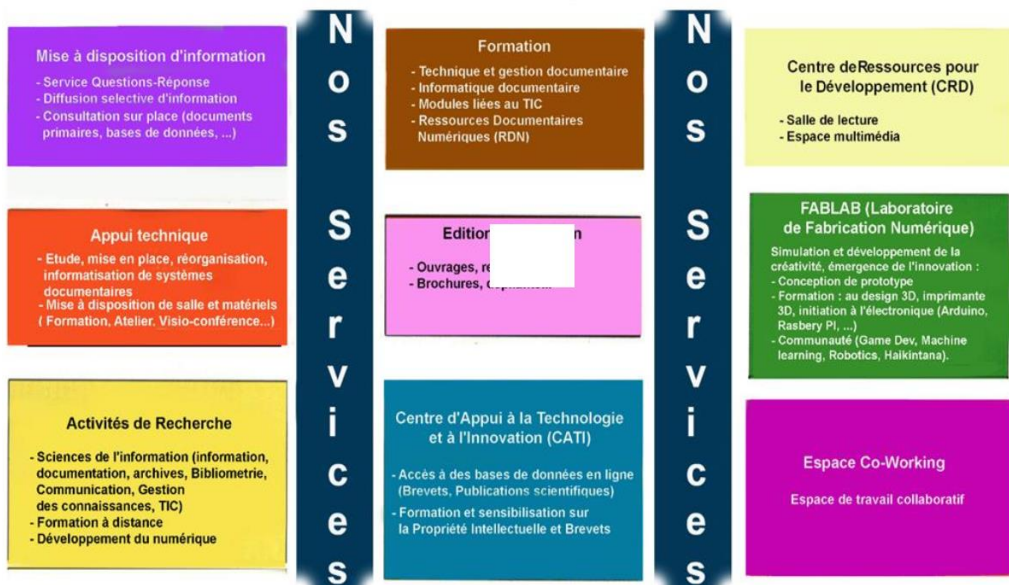 Mise à disposition d'information
- Service Questions-Réponse
- Diffusion selective d'information
- Consultation sur place (documents
primaires, bases de données, ...)
Appui technique
- Etude, mise en place, réorganisation,
informatisation de systèmes
documentaires
- Mise à disposition de salle et matériels
( Formation, Atelier, Visio-conférence...)
Activités de Recherche
- Sciences de l'information (information,
documentation, archives, Bibliometrie,
Communication, Gestion
des connaissances, TIC)
- Formation à distance
- Développement du numérique
Nos Services
Formation
- Technique et gestion documentaire
- Informatique documentaire
- Modules liées au TIC
- Ressources Documentaires
Numériques (RDN)
Edition
- Ouvrages,
- Brochures,
Centre d'Appui à la Technologie
et à l'Innovation (CATI)
- Accès à des bases de données en ligne
(Brevets, Publications scientifiques)
- Formation et sensibilisation sur
la Propriété Intellectuelle et Brevets
Nos Services
Centre deRessources pour
le Développement (CRD)
- Salle de lecture
- Espace multimédia
FABLAB (Laboratoire
de Fabrication Numérique)
Simulation et développement de la
créativité, émergence de l'innovation :
- Conception de prototype
- Formation : au design 3D, imprimante
3D, initiation à l'électronique (Arduino,
Rasbery PI, ...)
- Communauté (Game Dev, Machine
learning, Robotics, Haikintana).
Espace Co-Working
Espace de travail collaboratif